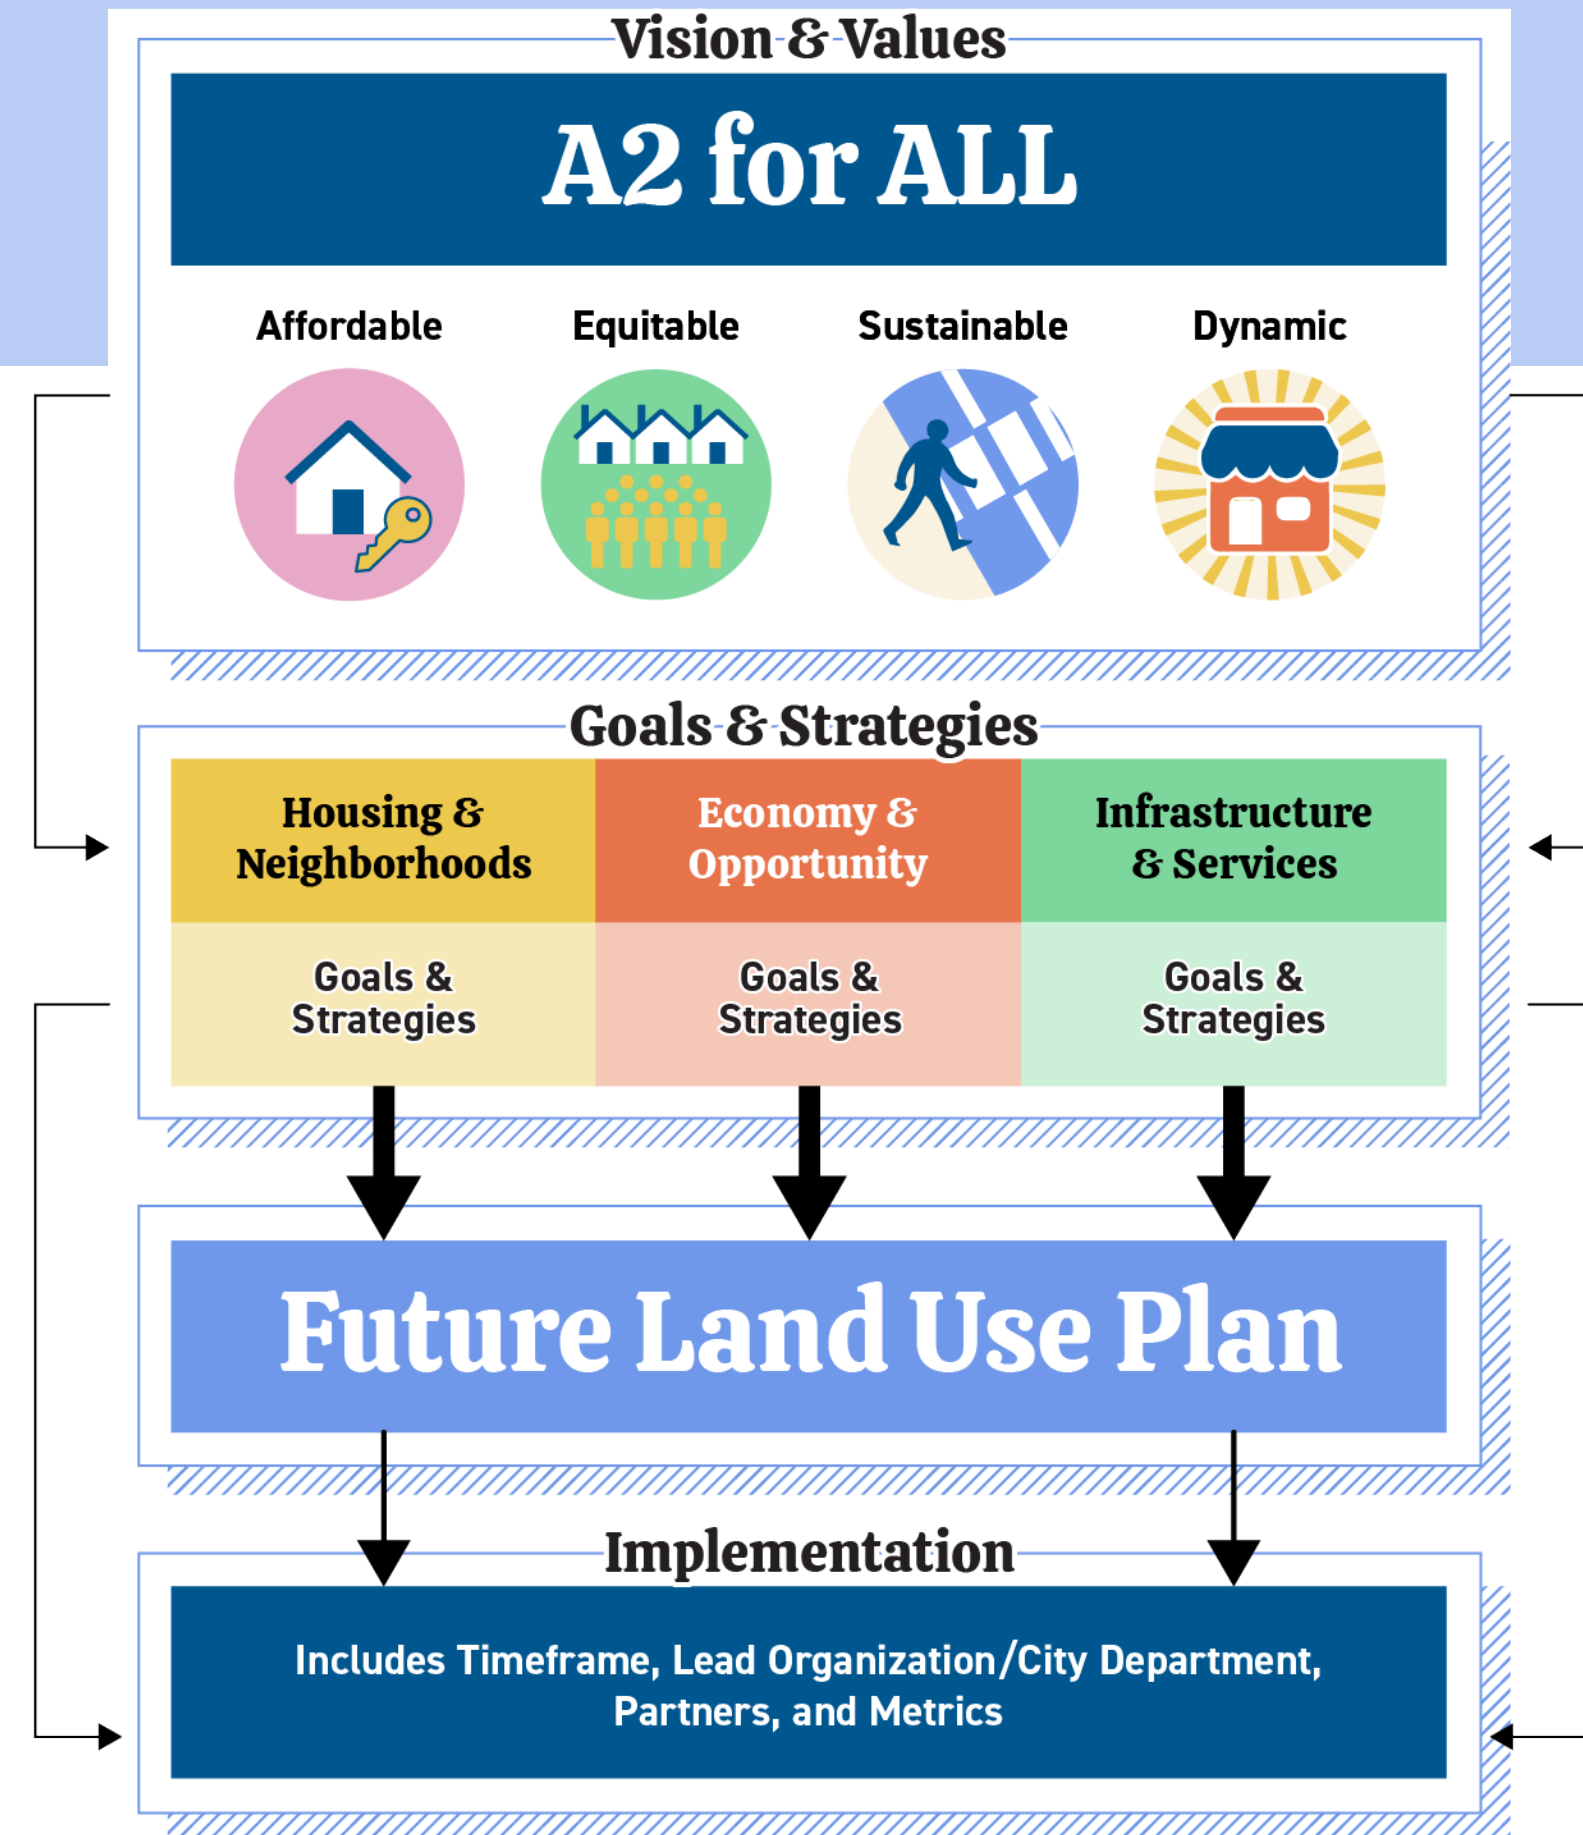 Vision & Values
A2 for ALL
Affordable
Equitable
Sustainable
Dynamic
Goals & Strategies
Housing &
Neighborhoods
Economy &
Opportunity
Infrastructure
& Services
Goals &
Strategies
Goals &
Strategies
Goals &
Strategies
Future Land Use Plan
Implementation
Includes Timeframe, Lead Organization/City Department,
Partners, and Metrics